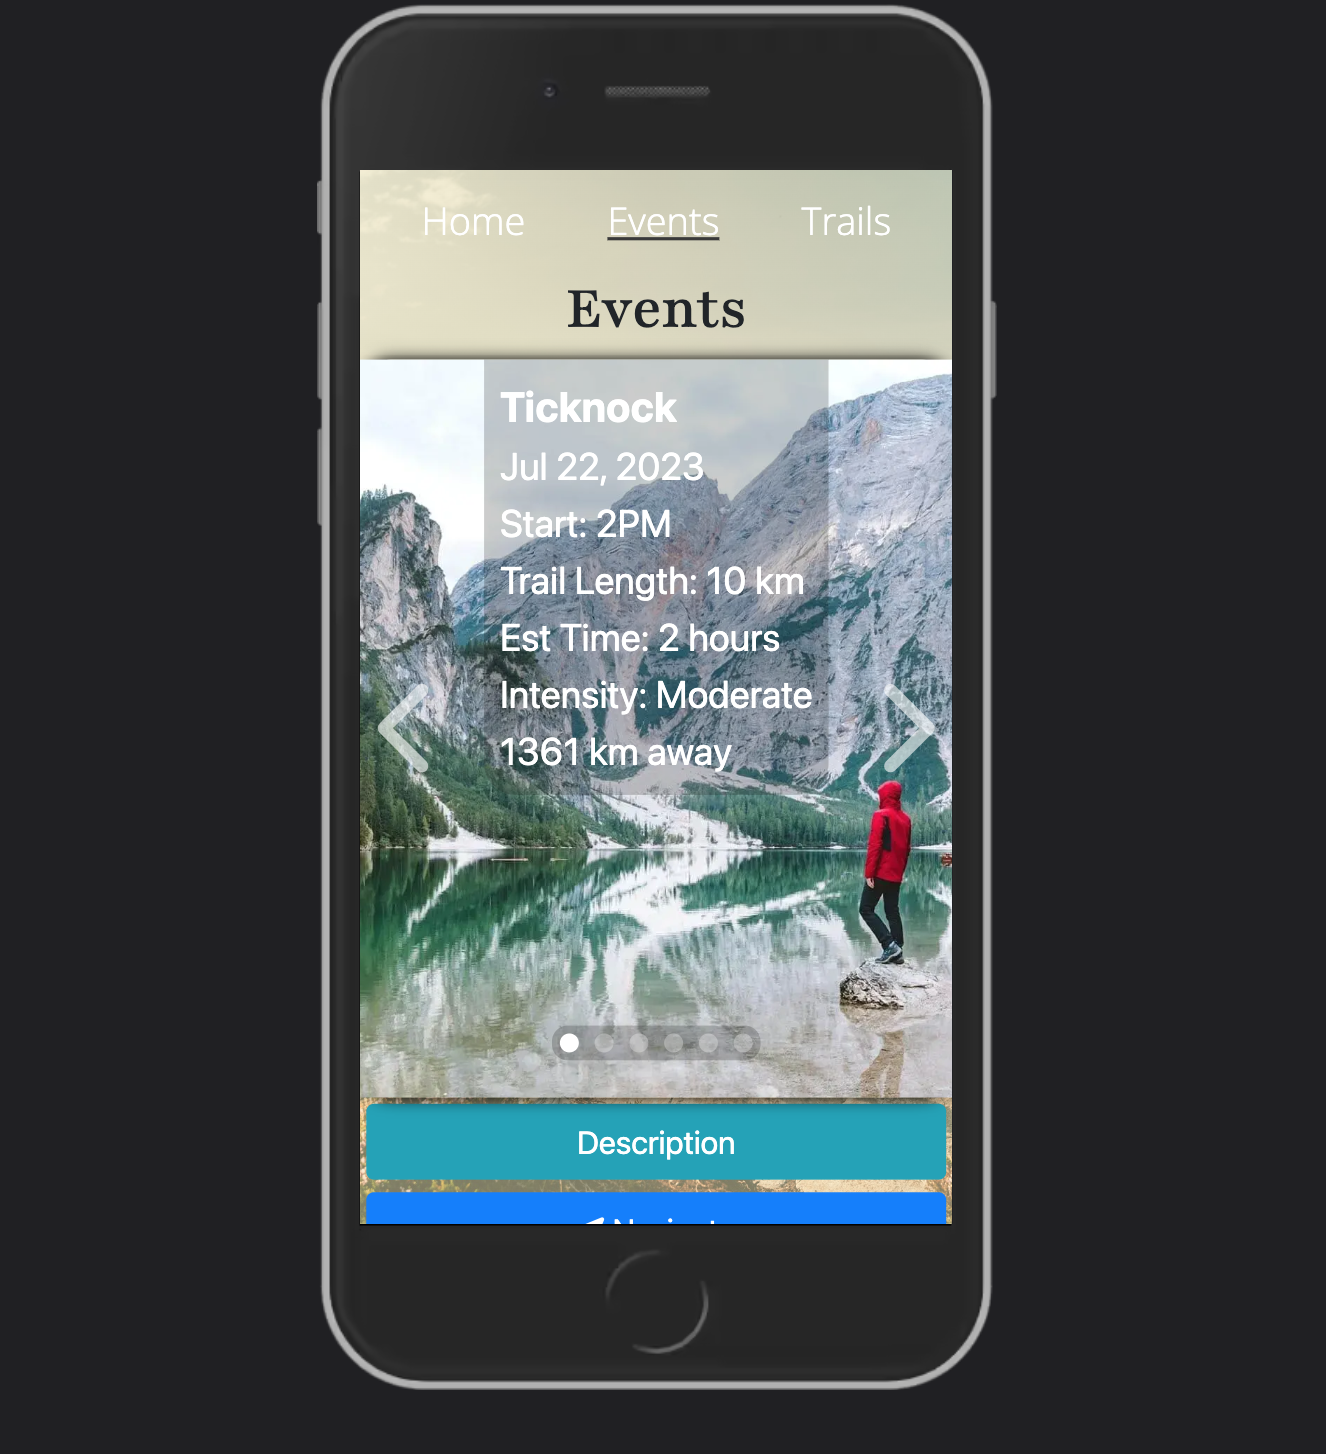 Home Events Trails
Events
Ticknock
Jul 22, 2023
Start: 2PM
Trail Length: 10 km
Est Time: 2 hours
Intensity: Moderate
1361 km away
Description